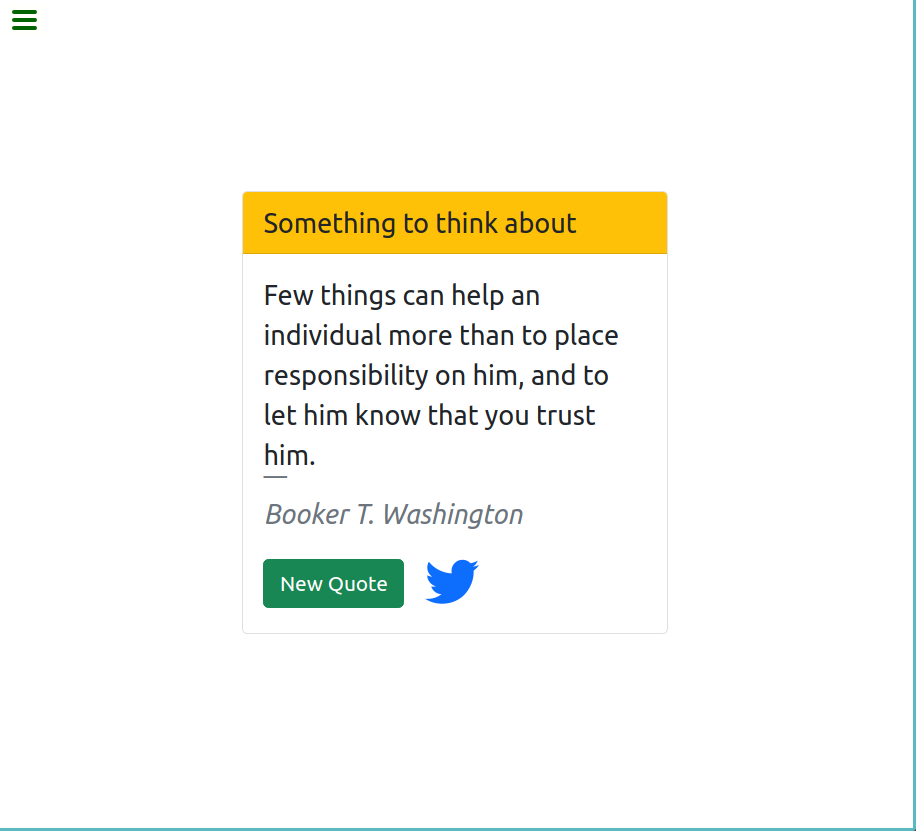 Something to think about
Few things can help an
individual more than to place
responsibility on him, and to
let him know that you trust
him.
Booker T. Washington
New Quote